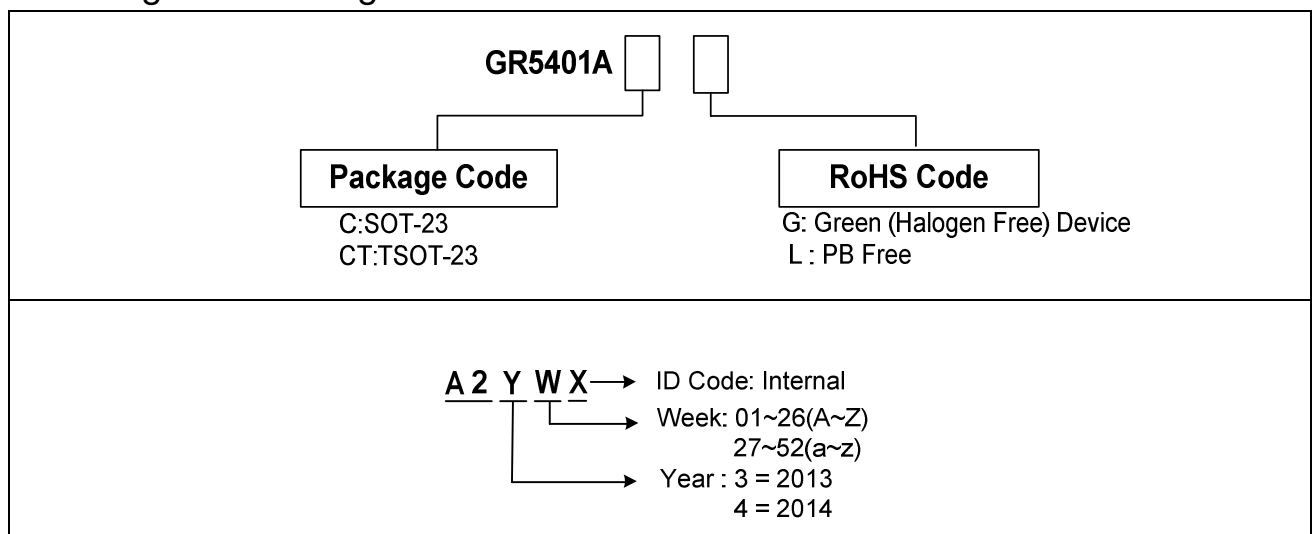 GR5401A
Package Code
C:SOT-23
CT:TSOT-23
RoHS Code
G: Green (Halogen Free) Device
L : PB Free
A 2 Y W X
ID Code: Internal
Week: 01~26(A~Z)
27~52(a~z)
Year : 3 = 2013
4 = 2014